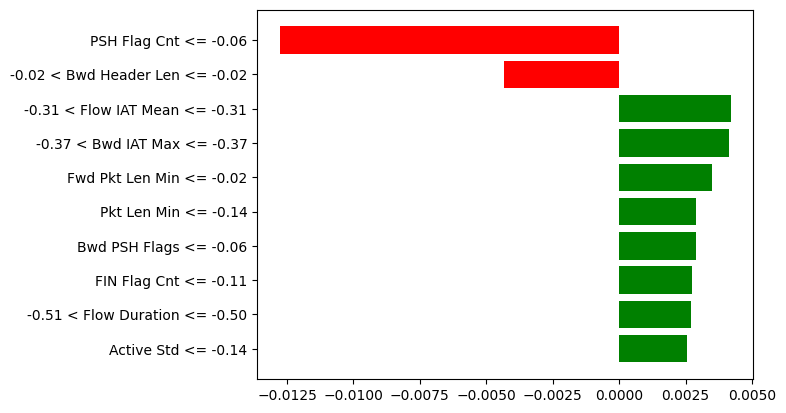 PSH Flag Cnt <= -0.06
-0.02 < Bwd Header Len <= -0.02
-0.31 < Flow IAT Mean <= -0.31
-0.37 < Bwd IAT Max <= -0.37
Fwd Pkt Len Min <= -0.02
Pkt Len Min <= -0.14
Bwd PSH Flags <= -0.06
FIN Flag Cnt <= -0.11
-0.51 < Flow Duration <= -0.50
Active Std <= -0.14
−0.0125 −0.0100 −0.0075 −0.0050 −0.0025 0.0000 0.0025 0.0050